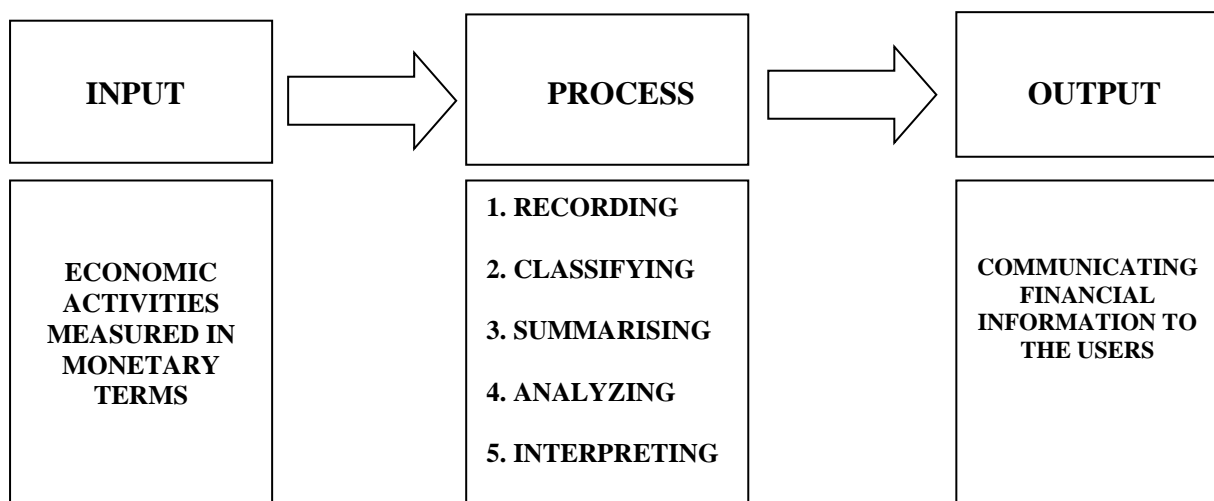 INPUT
PROCESS
OUTPUT
ECONOMIC
ACTIVITIES
MEASURED IN
MONETARY
TERMS
1. RECORDING
2. CLASSIFYING
3. SUMMARISING
4. ANALYZING
5. INTERPRETING
COMMUNICATING
FINANCIAL
INFORMATION TO
THE USERS